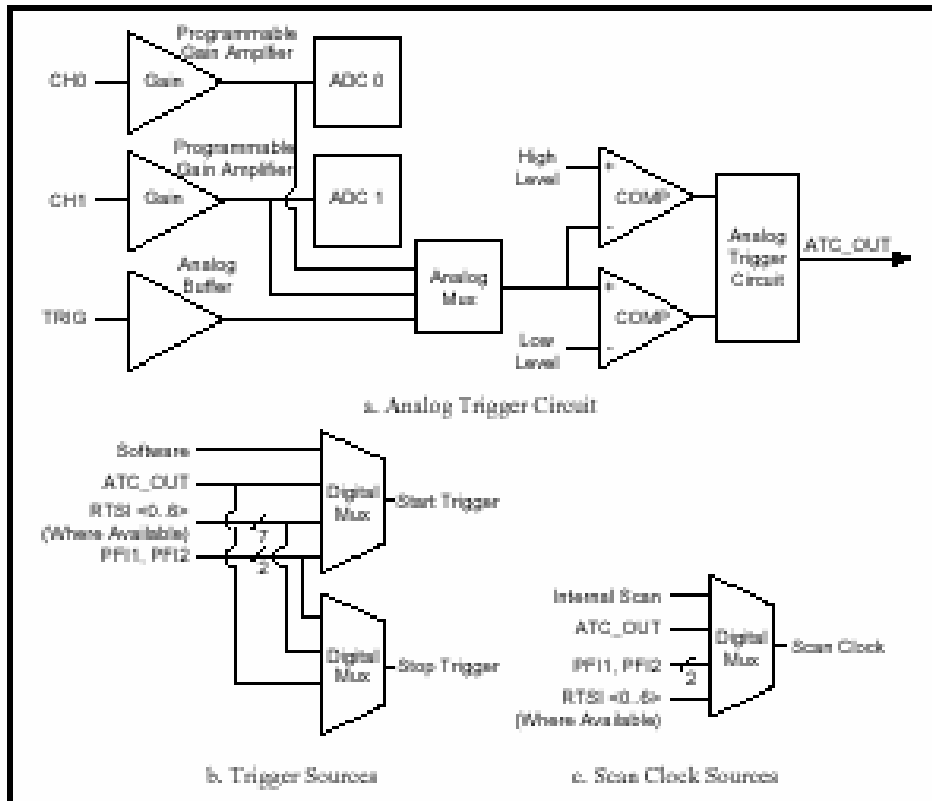 Programmable
Gain Amplifier
CH0
Gain
ADC 0
Programmable
Gain Amplifier
CH1
Gain
ADC 1
Analog
Buffer
TRIG
Analog
Mux
High
Level
+
COMP
-
+
COMP
-
Low
Level
Analog
Trigger
Circuit
ATC_OUT
a. Analog Trigger Circuit
Software
ATC_OUT
RTSI <0..6>
(Where Available)
7
PFI1, PFI2
2
Digital
Mux
Start Trigger
Digital
Mux
Stop Trigger
b. Trigger Sources
Internal Scan
ATC_OUT
PFI1, PFI2
2
RTSI <0..6>
(Where Available)
Digital
Mux
Scan Clock
c. Scan Clock Sources